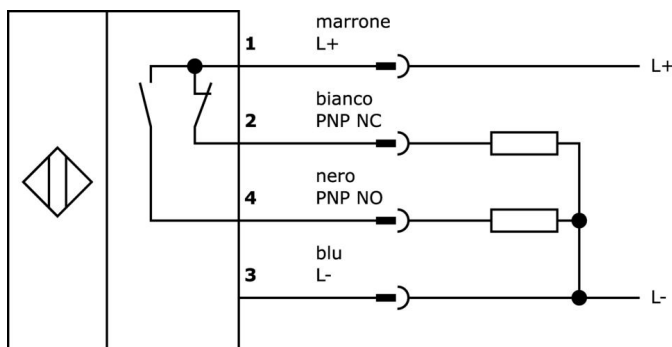 marrone
1 L+ L+
bianco
2 PNP NC
nero
4 PNP NO
blu
3 L- L-